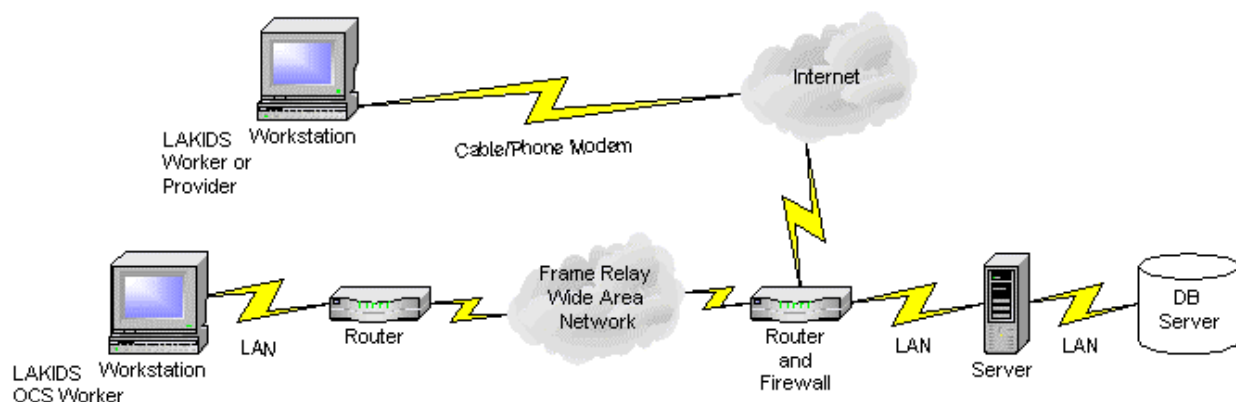 Internet
Workstation
LAKIDS
Worker or
Provider
Cable/Phone Modem
Frame Relay
Wide Area
Network
DB
Server
Router
LAN
Router
and
Firewall
LAN
Server
LAN
Workstation
LAKIDS
OCS Worker